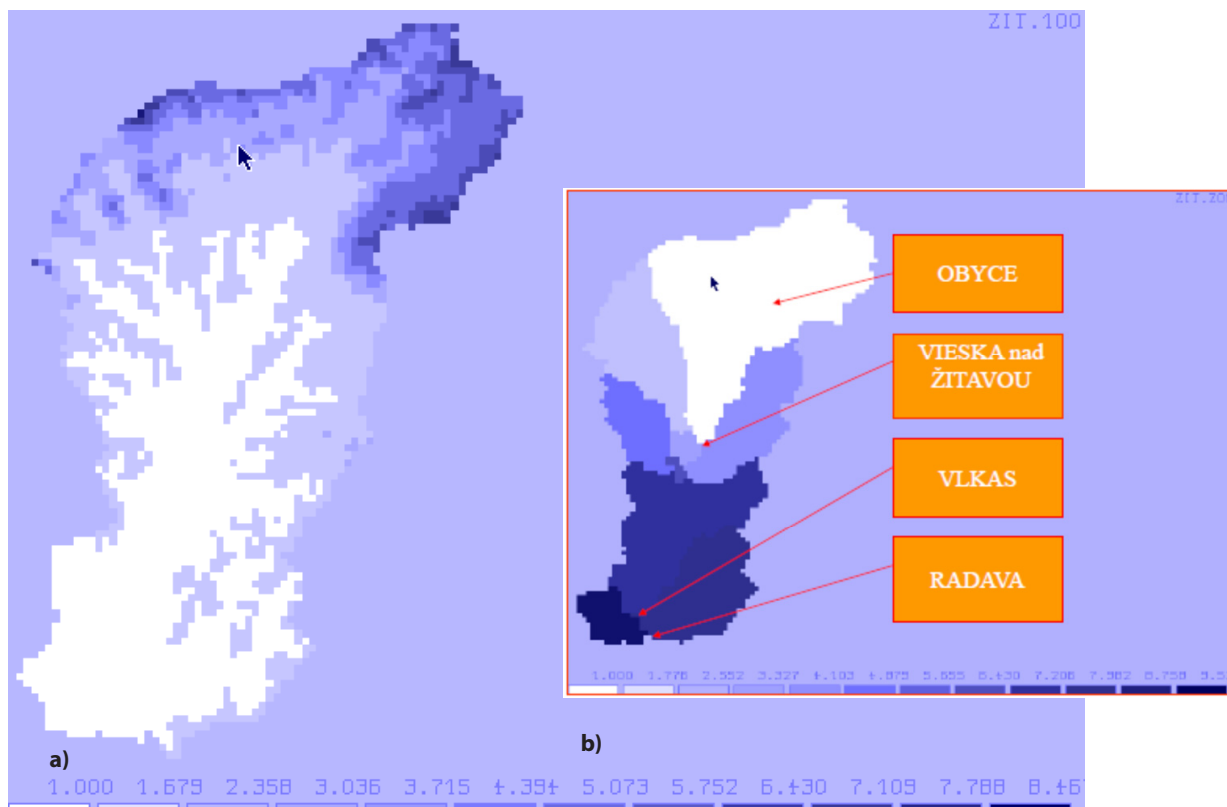 ZIT.100
OBYCE
VIESKA nad
ŽITAVOU
VLKAS
RADAVA
1.000 1.776 2.552 3.327 4.103 4.879 5.655 6.430 7.206 7.982 8.758
a)
b)
1.000 1.679 2.358 3.036 3.715 4.394 5.073 5.752 6.430 7.109 7.788 8.467